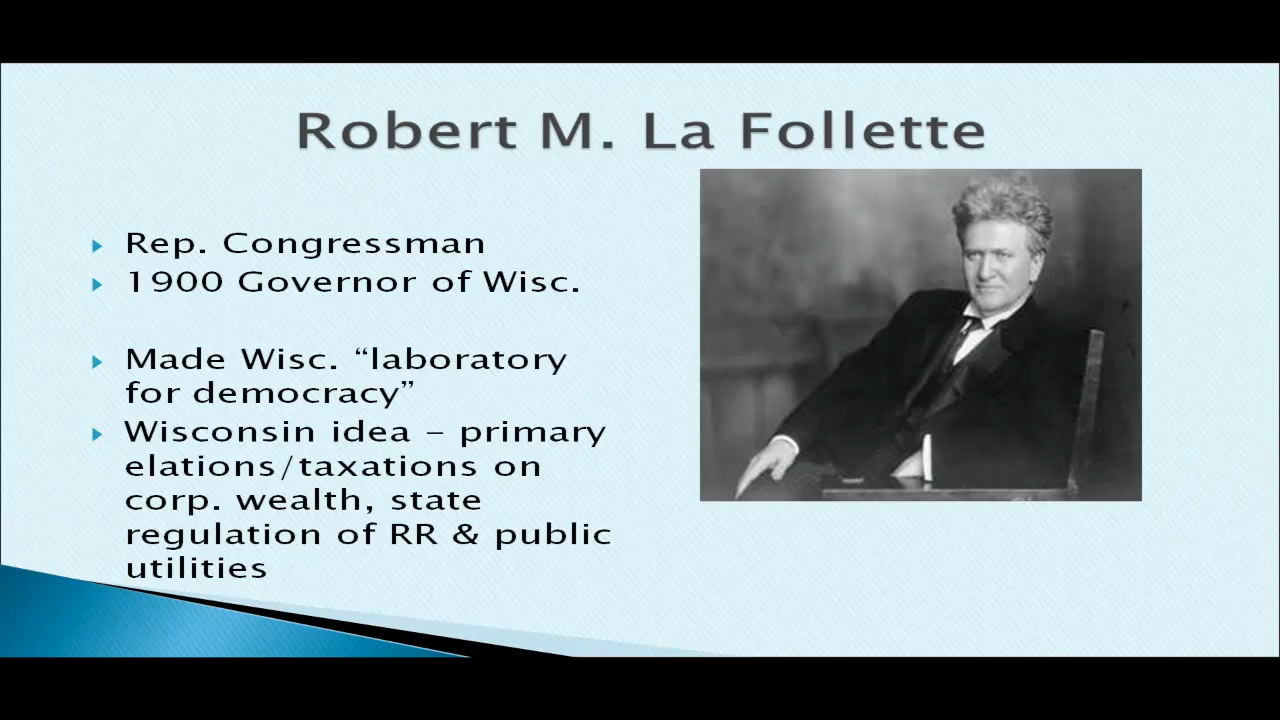 Robert M. La Follette
Rep. Congressman
1900 Governor of Wisc.
Made Wisc. “laboratory
for democracy”
Wisconsin idea – primary
elations/taxations on
corp. wealth, state
regulation of RR & public
utilities